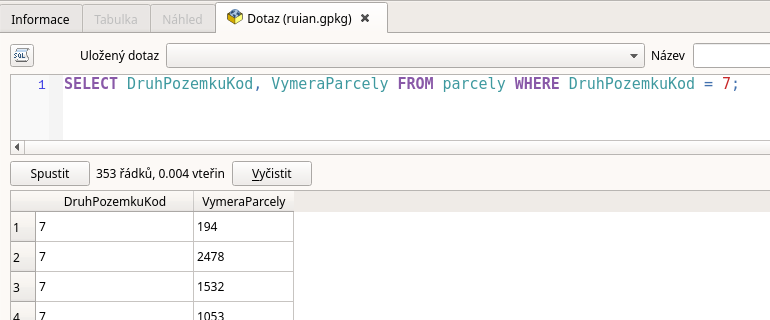 Informace Tabulka Náhled Dotaz (ruian.gpkg)
SQL Uložený dotaz Název
1 SELECT DruhPozemkuKod, VymeraParcely FROM parcely WHERE DruhPozemkuKod = 7;
Spustit 353 řádků, 0.004 vteřin Vyčistit
DruhPozemkuKod VymeraParcely
1 7 194
2 7 2478
3 7 1532
4 7 1053